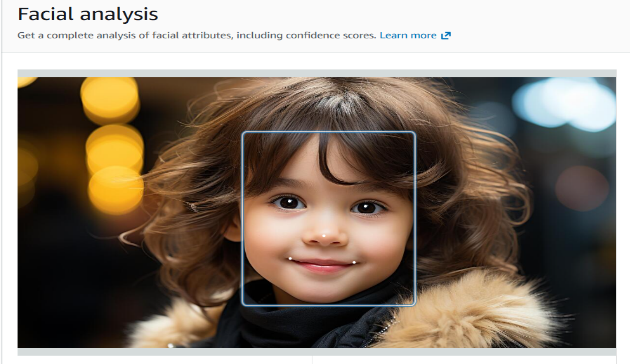 Facial analysis
Get a complete analysis of facial attributes, including confidence scores. Learn more